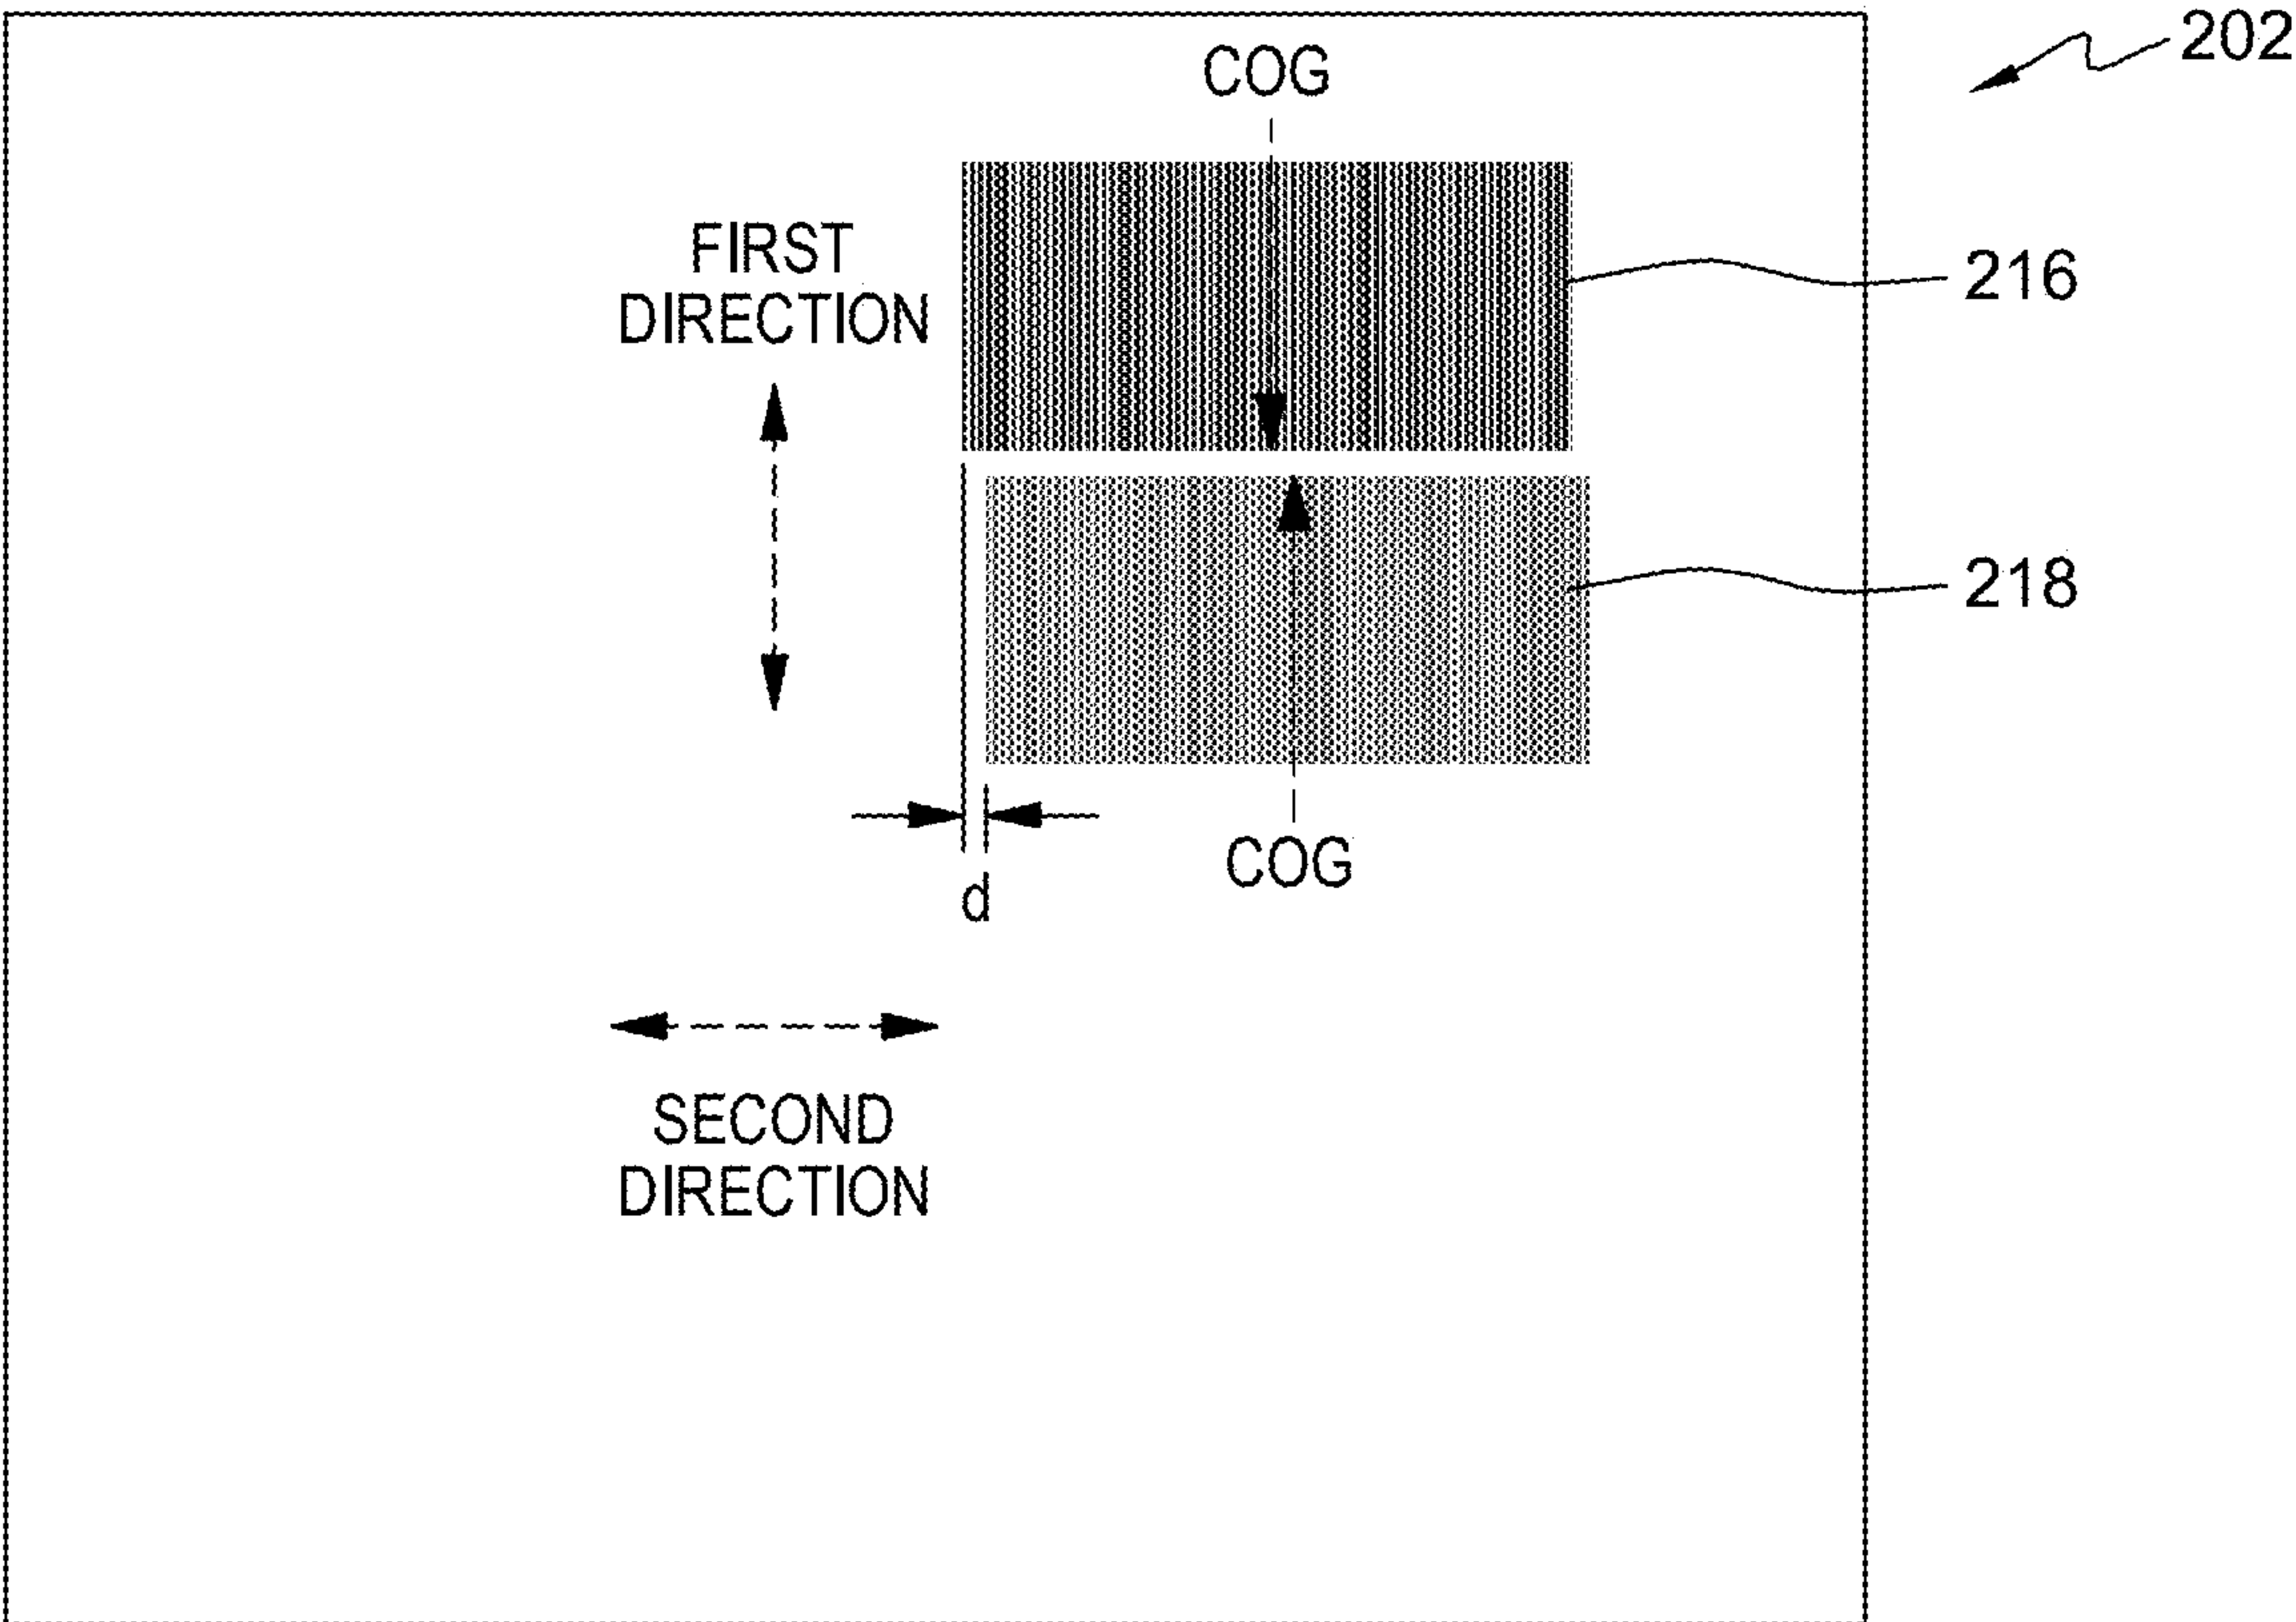 202
COG
FIRST
DIRECTION
216
218
COG
d
SECOND
DIRECTION